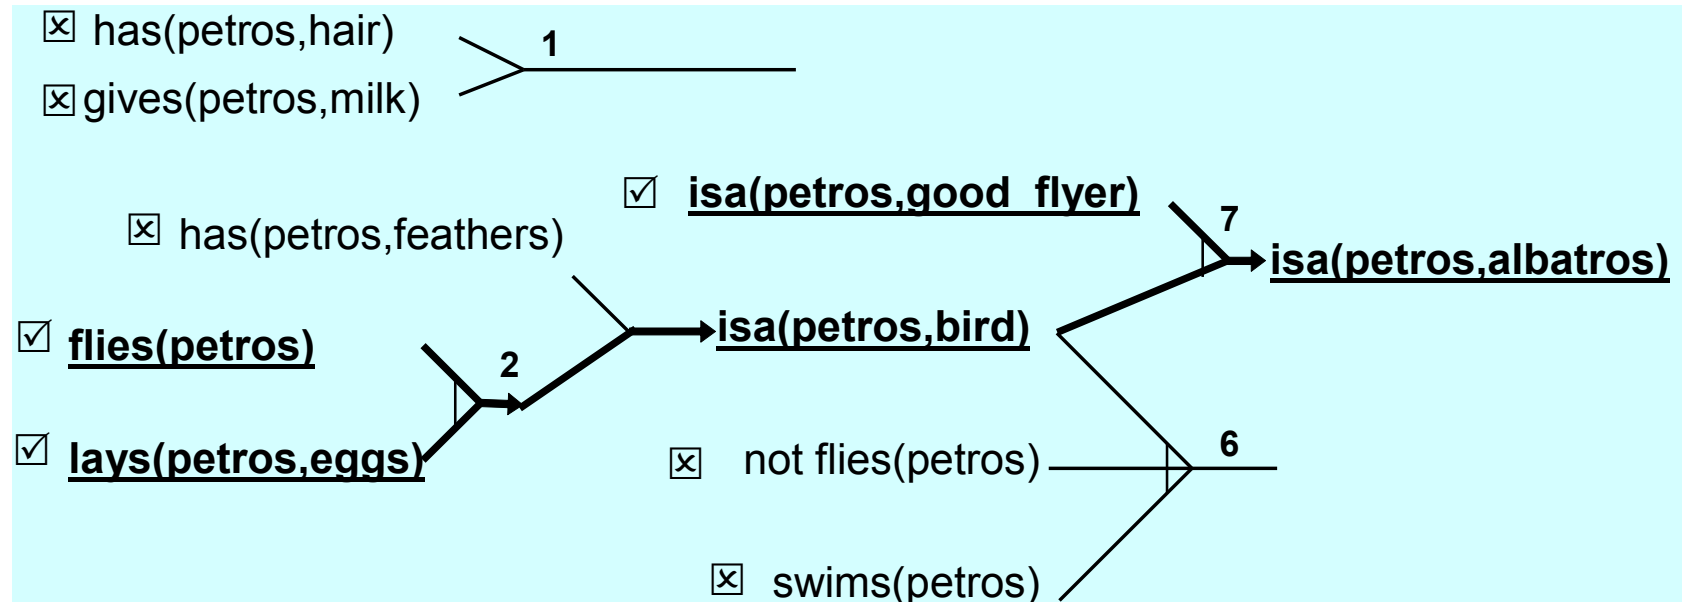 ☒ has(petros,hair)
1
☒ gives(petros,milk)
☑ isa(petros,good_flyer)
7
☒ has(petros,feathers)
isa(petros,albatros)
☑ flies(petros)
isa(petros,bird)
2
☑ lays(petros,eggs)
☒ not flies(petros)
6
☒ swims(petros)